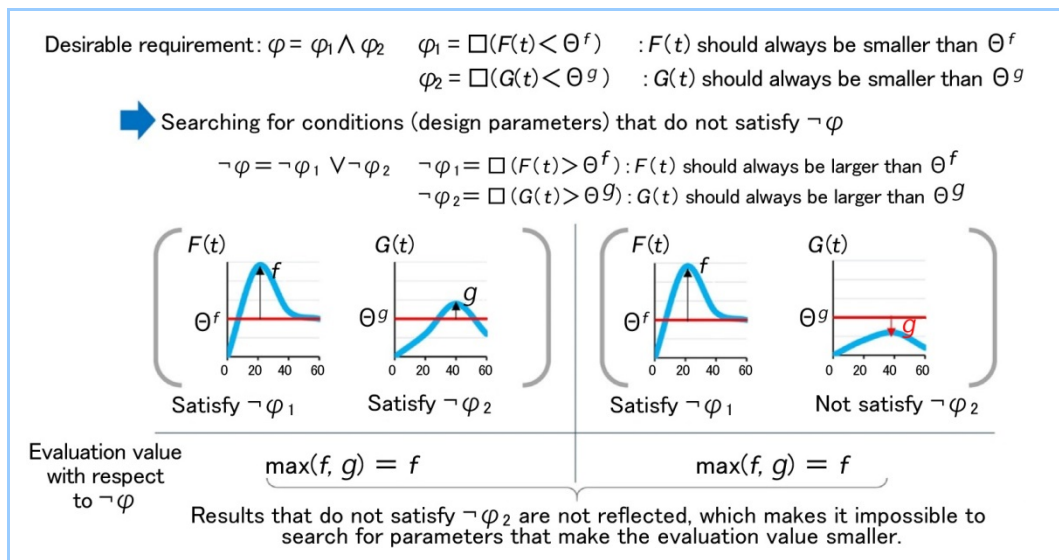 Desirable requirement: φ = φ₁ ∧ φ₂ φ₁ = □(F(t) < Θᶠ) : F(t) should always be smaller than Θᶠ
φ₂ = □(G(t) < Θᵍ) : G(t) should always be smaller than Θᵍ
Searching for conditions (design parameters) that do not satisfy ¬φ
¬φ = ¬φ₁ ∨ ¬φ₂ ¬φ₁ = □(F(t) > Θᶠ) : F(t) should always be larger than Θᶠ
¬φ₂ = □(G(t) > Θᵍ) : G(t) should always be larger than Θᵍ
F(t) G(t) F(t) G(t)
f g f g
Θᶠ Θᵍ Θᶠ Θᵍ
0 20 40 60 0 20 40 60 0 20 40 60 0 20 40 60
Satisfy ¬φ₁ Satisfy ¬φ₂ Satisfy ¬φ₁ Not satisfy ¬φ₂
Evaluation value
with respect
to ¬φ
max(f, g) = f max(f, g) = f
Results that do not satisfy ¬φ₂ are not reflected, which makes it impossible to
search for parameters that make the evaluation value smaller.